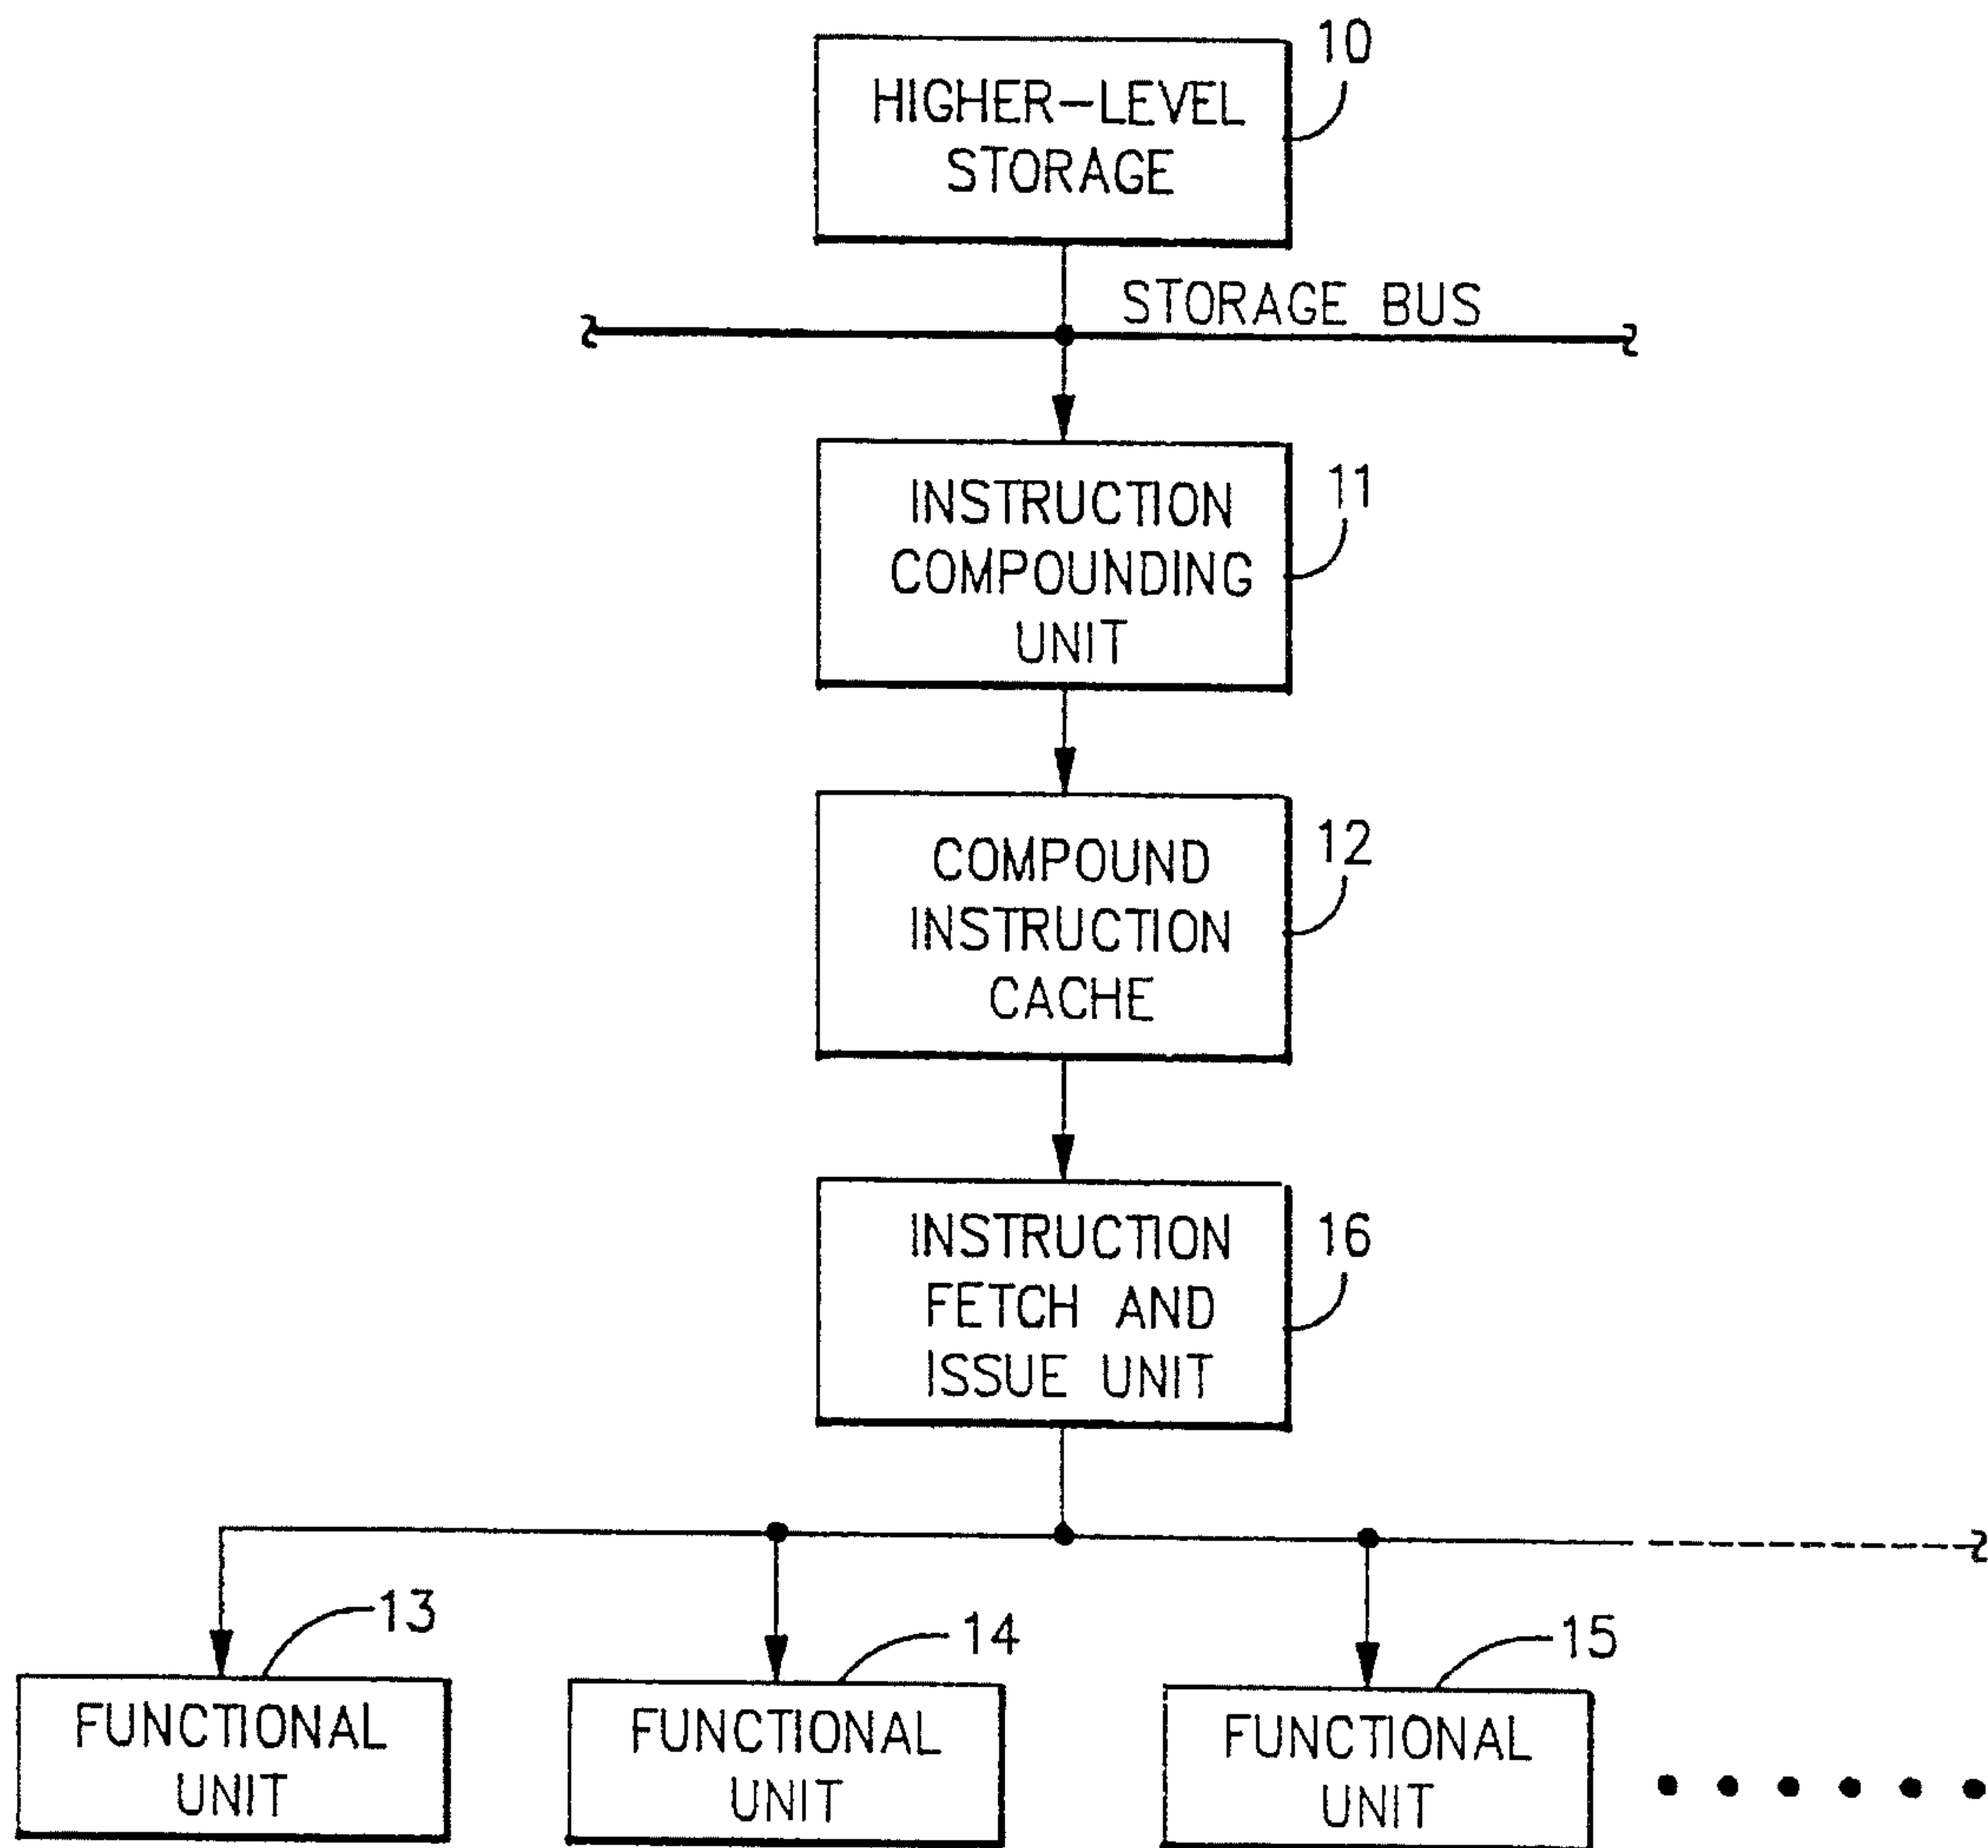 10
HIGHER-LEVEL
STORAGE
STORAGE BUS
11
INSTRUCTION
COMPOUNDING
UNIT
12
COMPOUND
INSTRUCTION
CACHE
16
INSTRUCTION
FETCH AND
ISSUE UNIT
13
FUNCTIONAL
UNIT
14
FUNCTIONAL
UNIT
15
FUNCTIONAL
UNIT